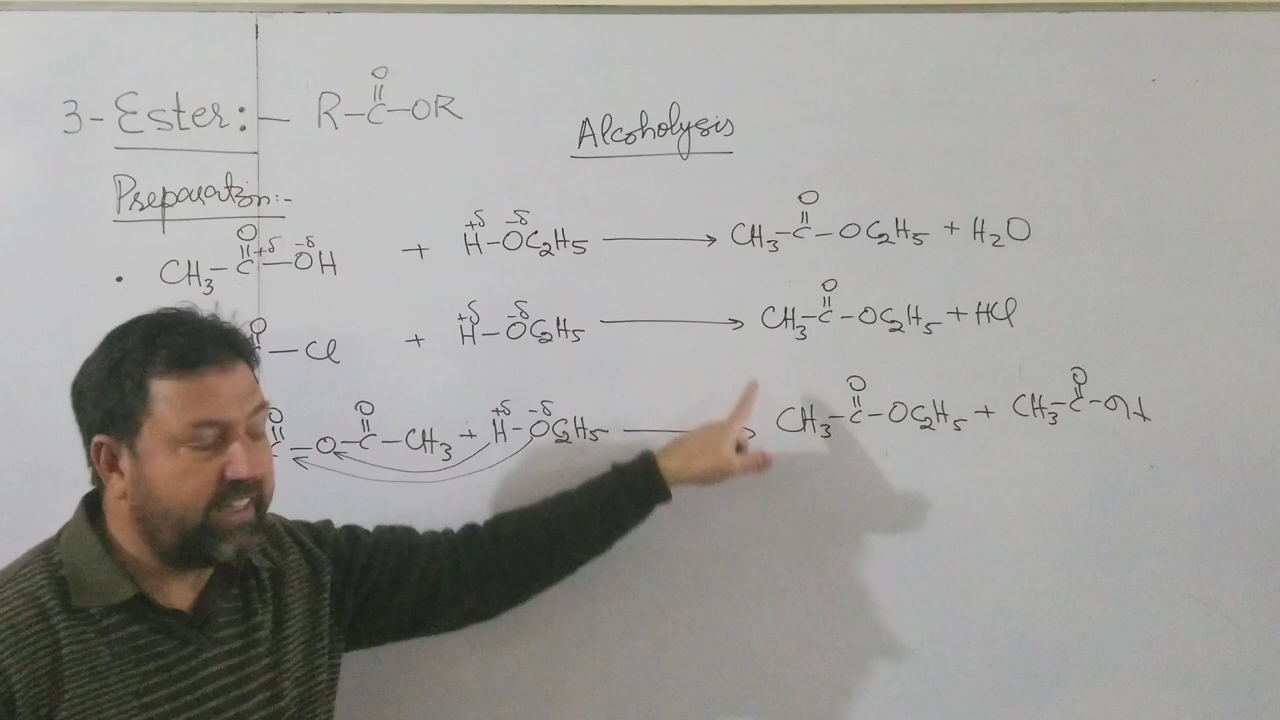 3- Ester:- R-C-OR
O
Alcoholysis
Preparation:-
O +δ -δ +δ -δ O
CH3-C-OH + H-OC2H5 → CH3-C-OC2H5 + H2O
O +δ -δ O
C-Cl + H-OC2H5 → CH3-C-OC2H5 + HCl
O O +δ -δ O O
C-O-C-CH3 + H-OC2H5 → CH3-C-OC2H5 + CH3-C-OH